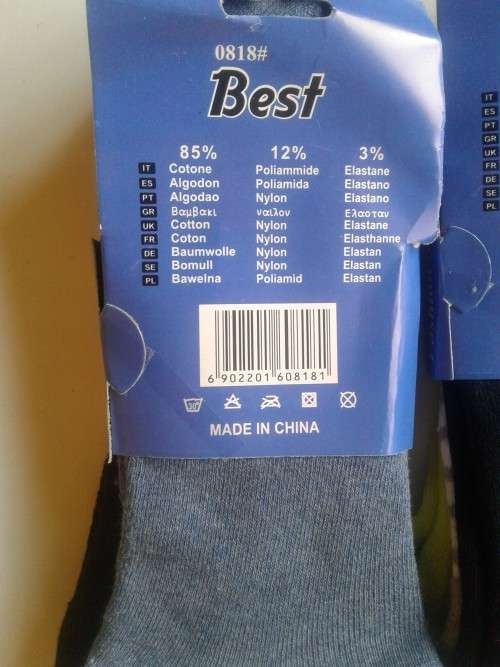 0818#
Best
85% 12% 3%
IT Cotone Poliammide Elastane
ES Algodon Poliamida Elastano
PT Algodao Nylon Elastano
GR Βαμβακι ναιλον Ελασταν
UK Cotton Nylon Elastane
FR Coton Nylon Elasthanne
DE Baumwolle Nylon Elastan
SE Bomull Nylon Elastan
PL Bawelna Poliamid Elastan
6 902201 608181
30°
MADE IN CHINA
IT
ES
PT
GR
UK
FR
DE
SE
PL